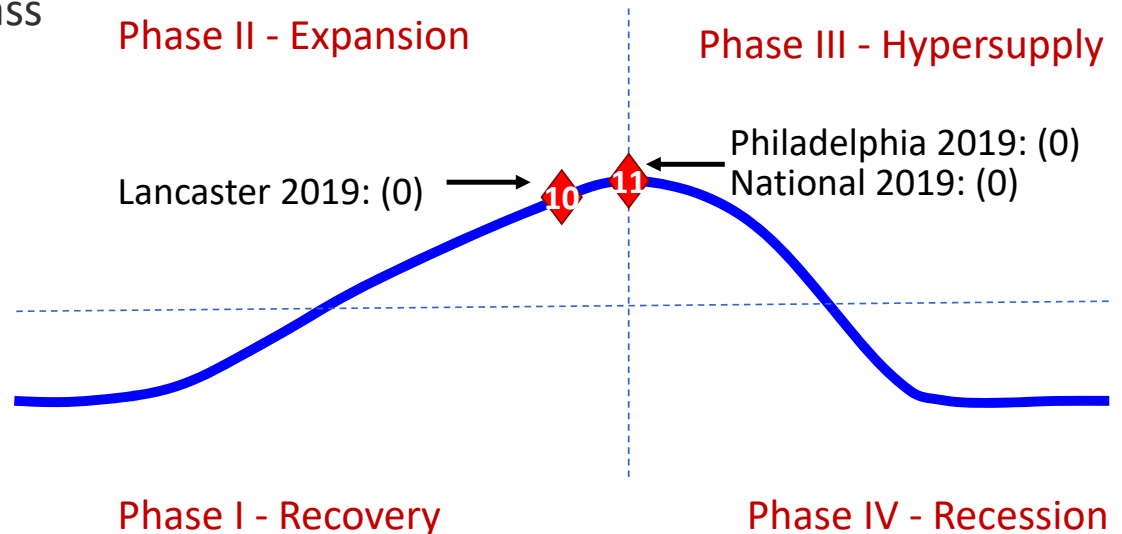 Phase II - Expansion
Phase III - Hypersupply
Philadelphia 2019: (0)
National 2019: (0)
Lancaster 2019: (0)
10
11
Phase I - Recovery
Phase IV - Recession